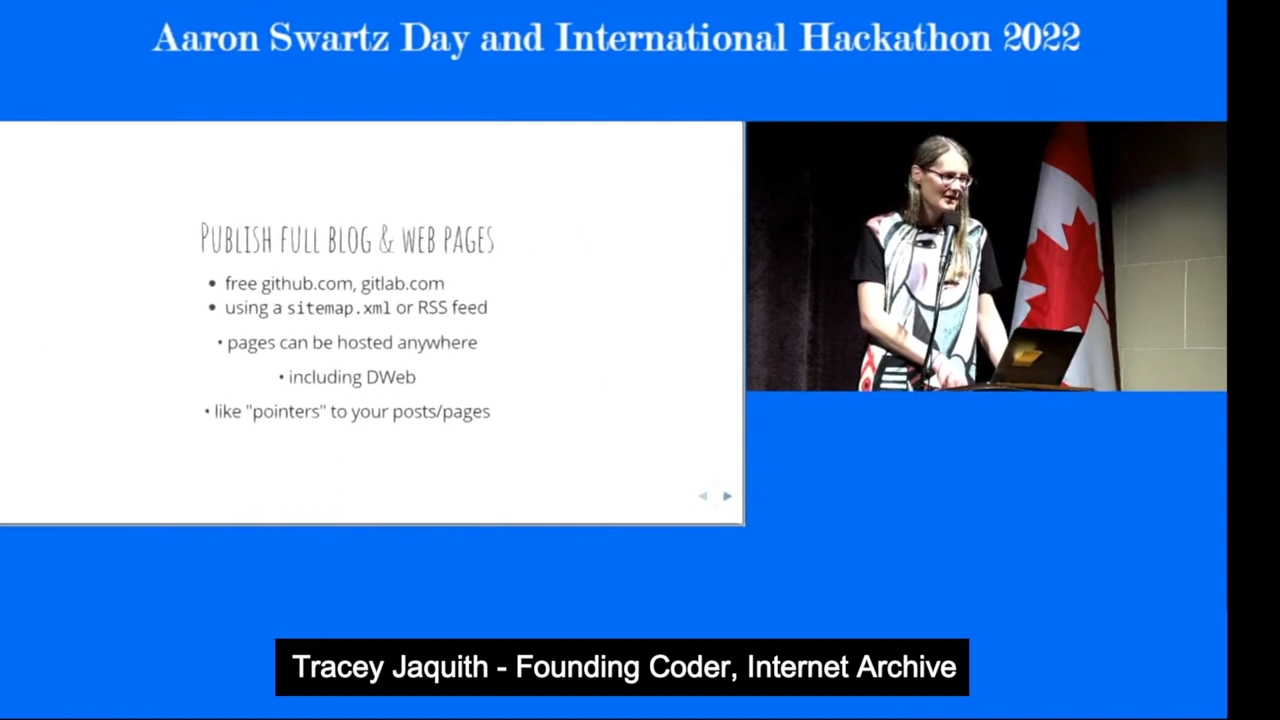 Aaron Swartz Day and International Hackathon 2022
PUBLISH FULL BLOG & WEB PAGES
• free github.com, gitlab.com
• using a sitemap.xml or RSS feed
• pages can be hosted anywhere
• including DWeb
• like "pointers" to your posts/pages
Tracey Jaquith - Founding Coder, Internet Archive